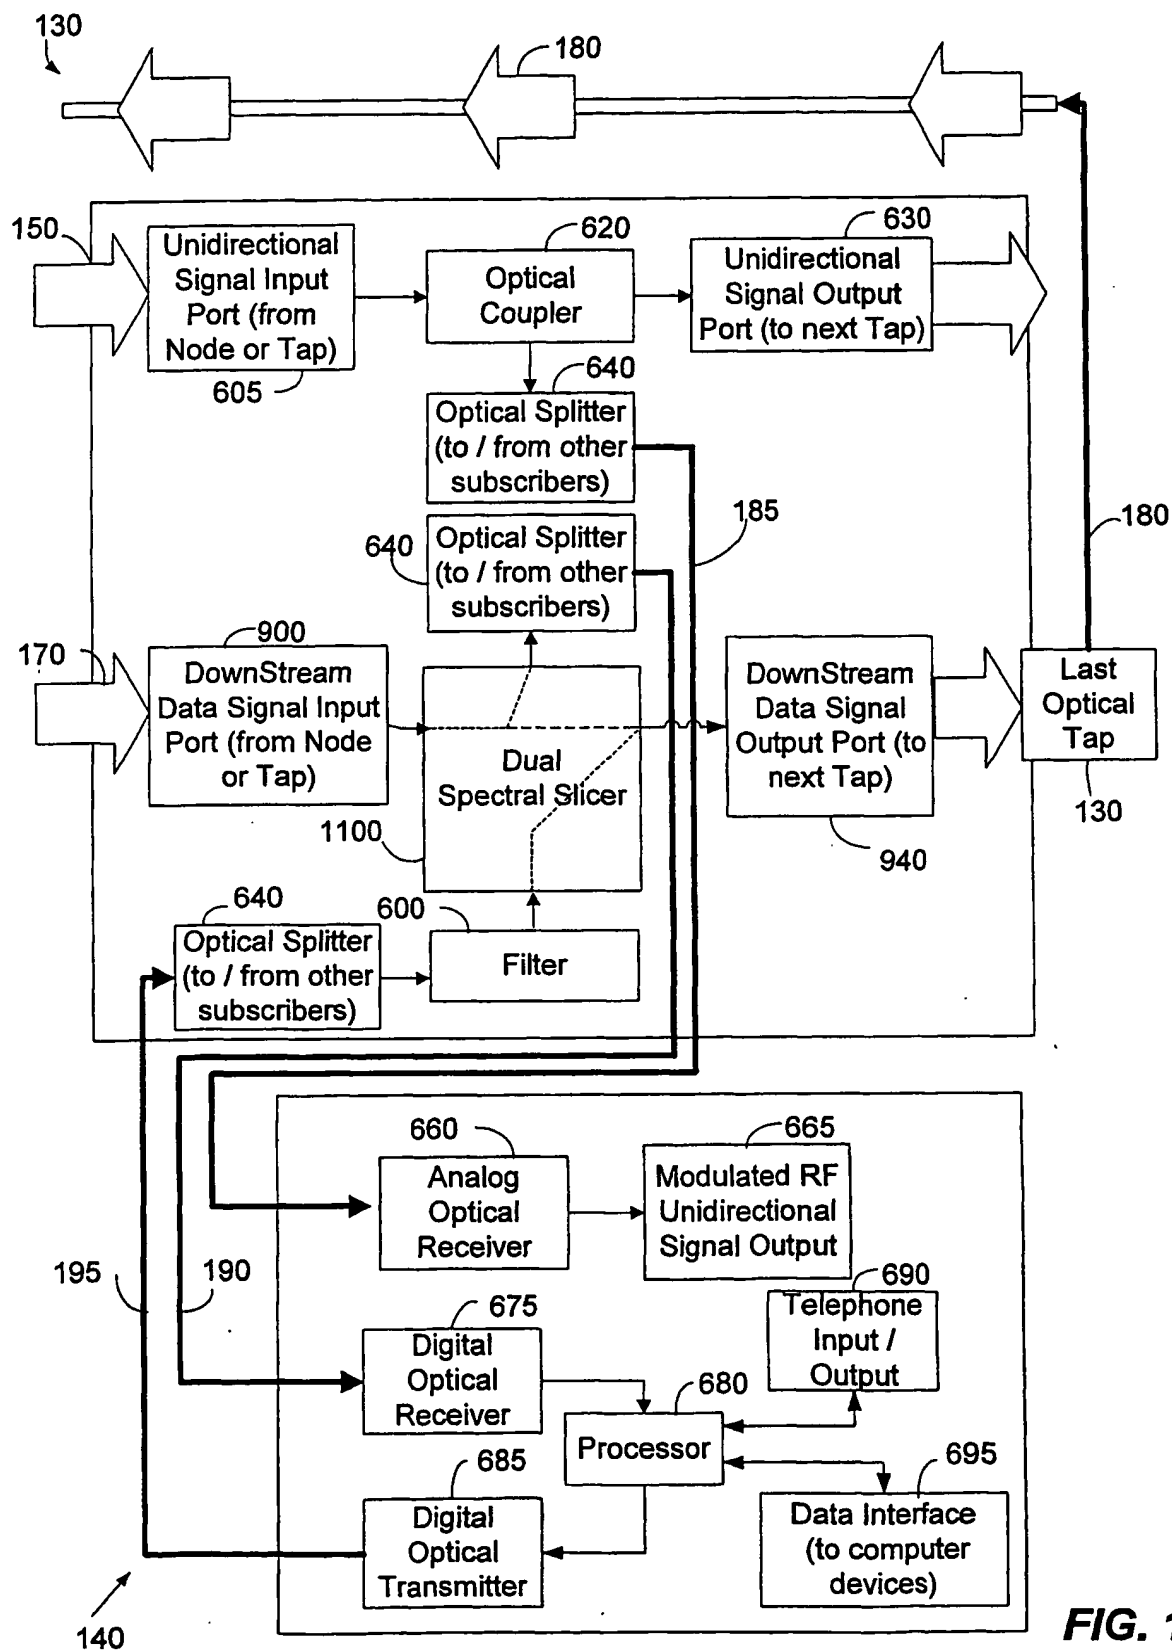 130
180
150
Unidirectional
Signal Input
Port (from
Node or Tap)
605
620
Optical
Coupler
630
Unidirectional
Signal Output
Port (to next Tap)
640
Optical Splitter
(to / from other
subscribers)
185
180
640
Optical Splitter
(to / from other
subscribers)
170
900
DownStream
Data Signal Input
Port (from Node
or Tap)
Dual
Spectral Slicer
1100
DownStream
Data Signal
Output Port (to
next Tap)
940
Last
Optical
Tap
130
640
Optical Splitter
(to / from other
subscribers)
600
Filter
660
Analog
Optical
Receiver
665
Modulated RF
Unidirectional
Signal Output
195
190
675
Digital
Optical
Receiver
690
Telephone
Input /
Output
680
Processor
685
Digital
Optical
Transmitter
695
Data Interface
(to computer
devices)
140
FIG.